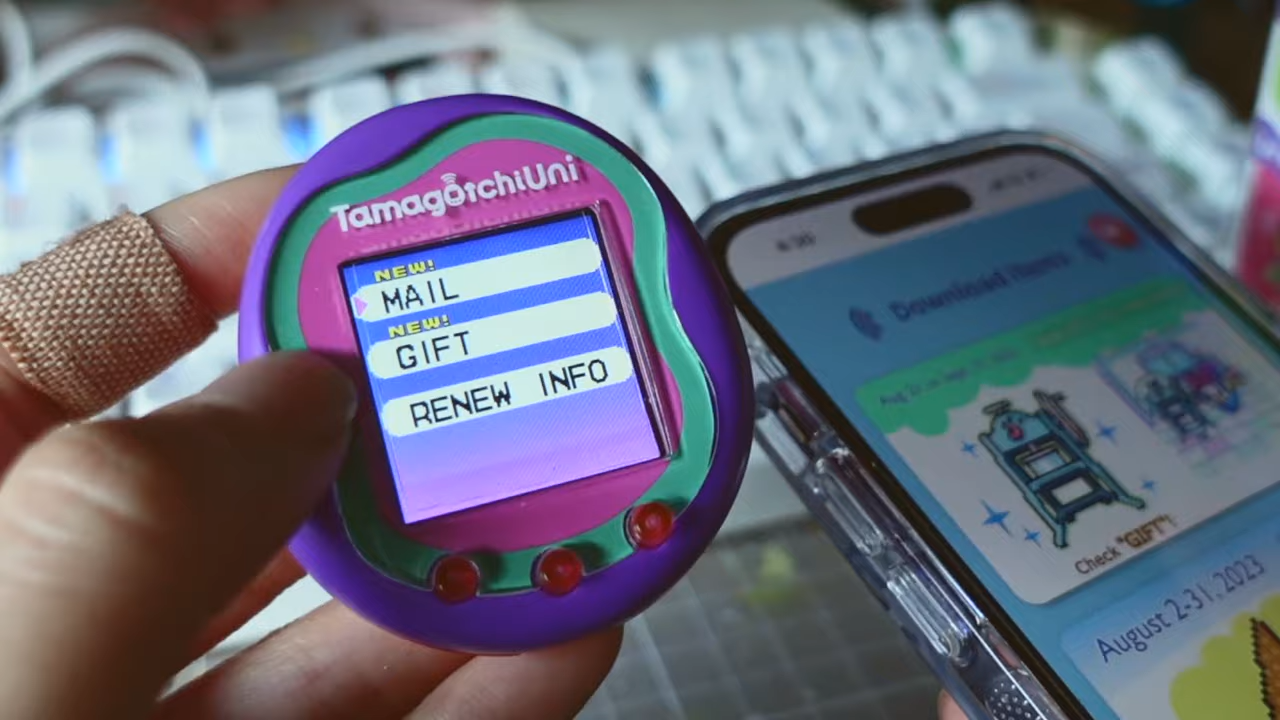 TamagotchiUni
NEW!
MAIL
NEW!
GIFT
RENEW INFO
Download Items
Check "GIFT"!
August 2-31, 2023